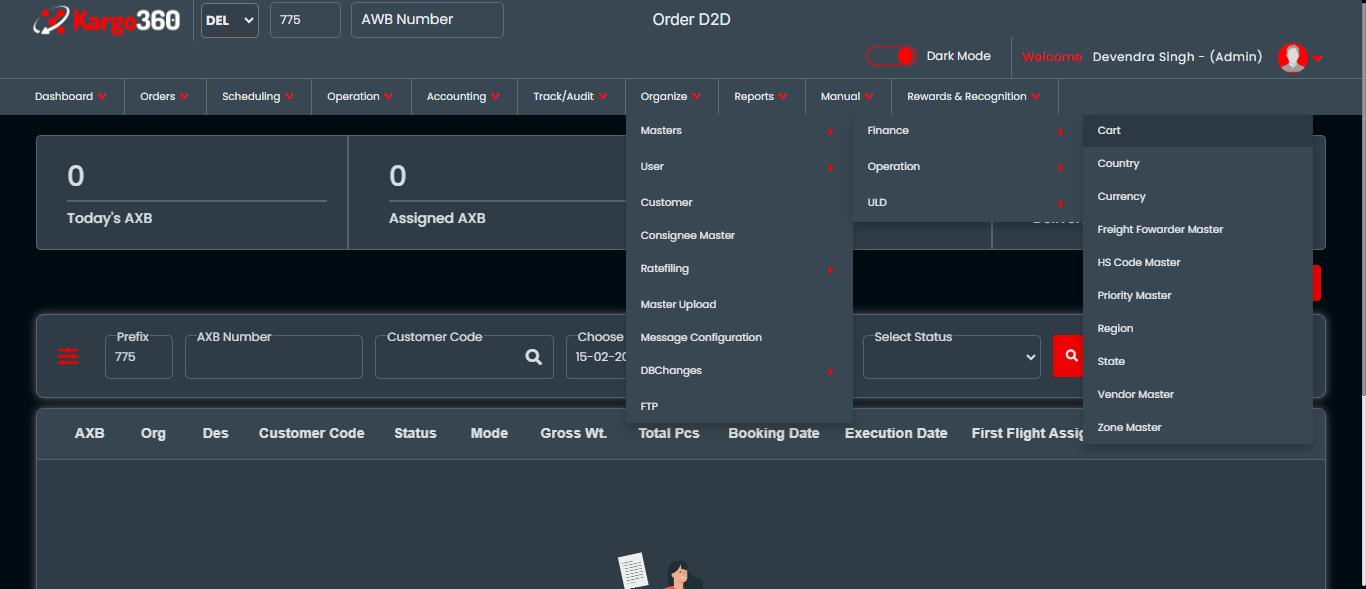 Kargo360
DEL
775
AWB Number
Order D2D
Dark Mode
Welcome Devendra Singh - (Admin)
Dashboard
Orders
Scheduling
Operation
Accounting
Track/Audit
Organize
Reports
Manual
Rewards & Recognition
0
Today's AXB
0
Assigned AXB
Masters
User
Customer
Consignee Master
Ratefiling
Master Upload
Message Configuration
DBChanges
FTP
Finance
Operation
ULD
Cart
Country
Currency
Freight Fowarder Master
HS Code Master
Priority Master
Region
State
Vendor Master
Zone Master
Prefix
775
AXB Number
Customer Code
Choose
15-02-20
Select Status
AXB
Org
Des
Customer Code
Status
Mode
Gross Wt.
Total Pcs
Booking Date
Execution Date
First Flight Assig